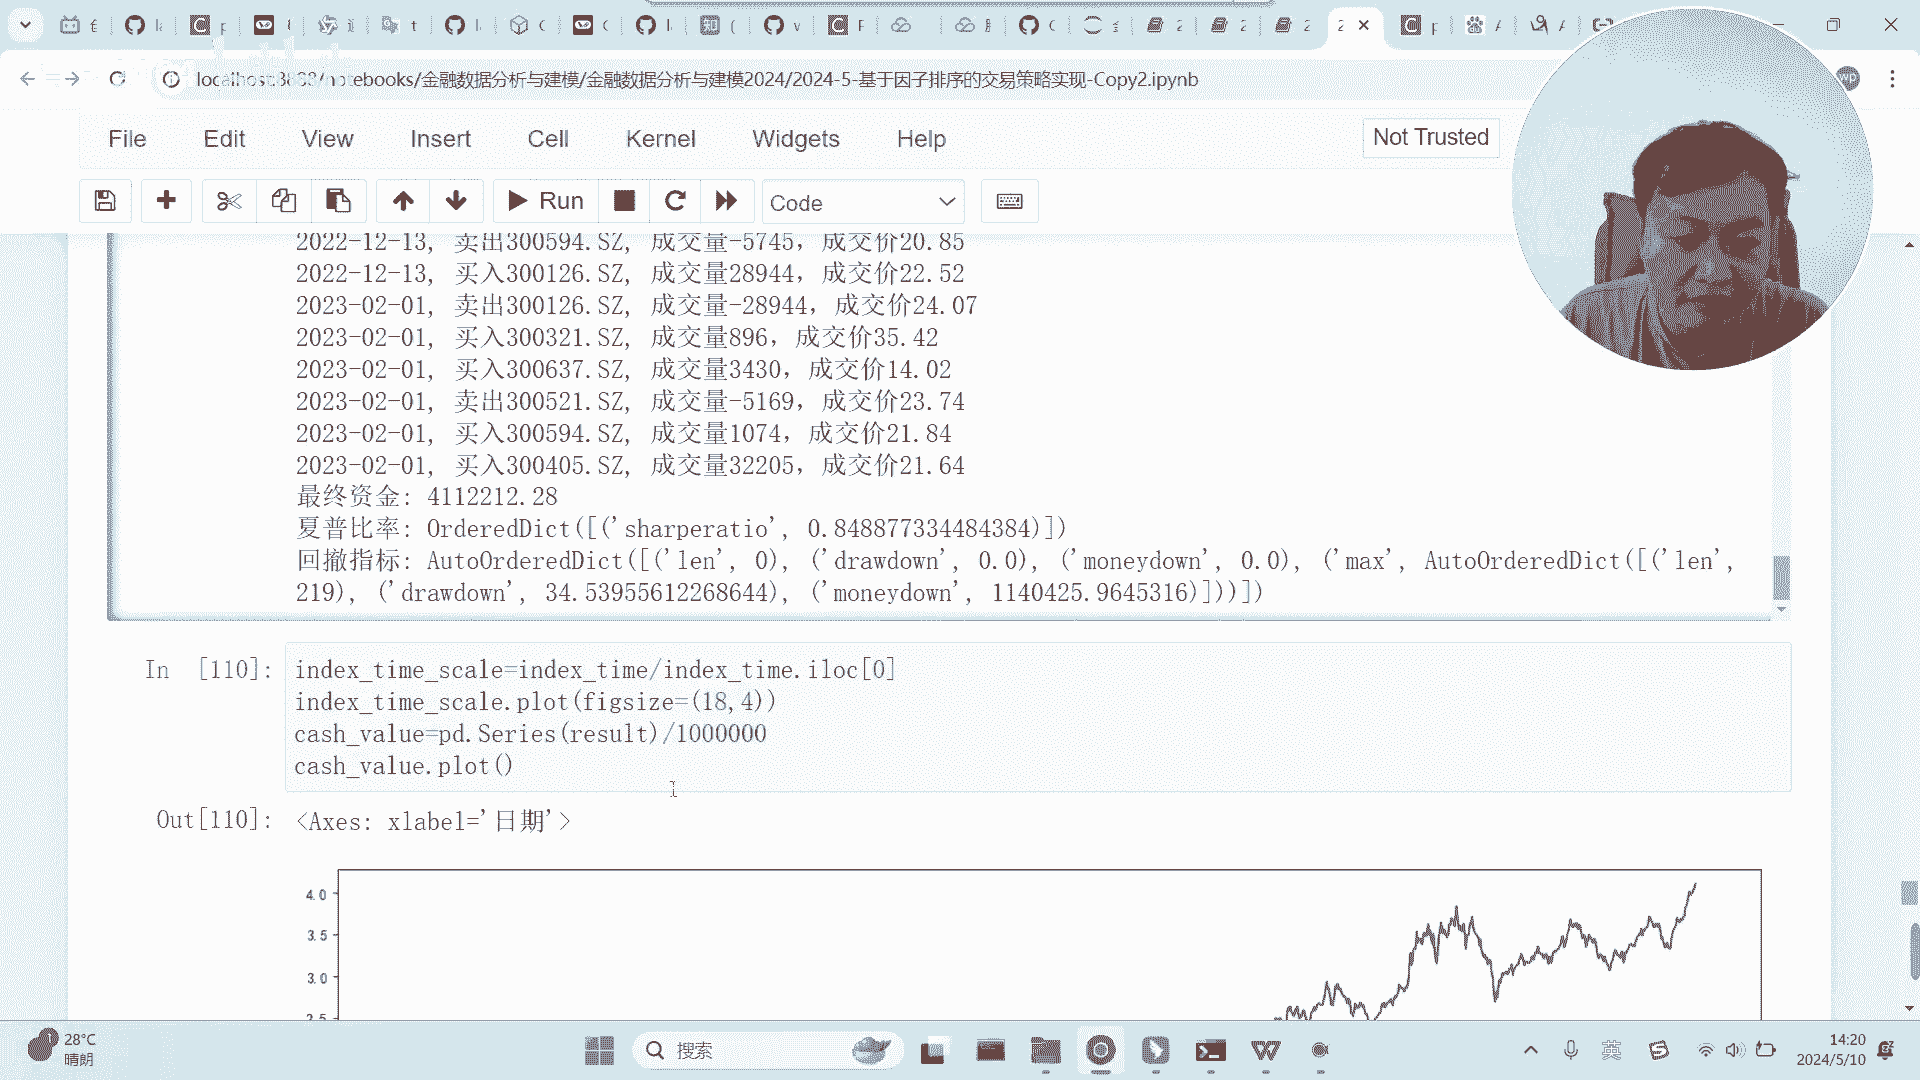 localhost:8888/notebooks/金融数据分析与建模/金融数据分析与建模2024/2024-5-基于因子排序的交易策略实现-Copy2.ipynb
wp
File Edit View Insert Cell Kernel Widgets Help
Not Trusted
Run
Code
2022-12-13, 卖出300594.SZ, 成交量-5745, 成交价20.85
2022-12-13, 买入300126.SZ, 成交量28944, 成交价22.52
2023-02-01, 卖出300126.SZ, 成交量-28944, 成交价24.07
2023-02-01, 买入300321.SZ, 成交量896, 成交价35.42
2023-02-01, 买入300637.SZ, 成交量3430, 成交价14.02
2023-02-01, 卖出300521.SZ, 成交量-5169, 成交价23.74
2023-02-01, 买入300594.SZ, 成交量1074, 成交价21.84
2023-02-01, 买入300405.SZ, 成交量32205, 成交价21.64
最终资金: 4112212.28
夏普比率: OrderedDict([('sharperatio', 0.848877334484384)])
回撤指标: AutoOrderedDict([('len', 0), ('drawdown', 0.0), ('moneydown', 0.0), ('max', AutoOrderedDict([('len',
219), ('drawdown', 34.53955612268644), ('moneydown', 1140425.9645316)]))])
In [110]:
index_time_scale=index_time/index_time.iloc[0]
index_time_scale.plot(figsize=(18,4))
cash_value=pd.Series(result)/1000000
cash_value.plot()
Out[110]: <Axes: xlabel='日期'>
4.0
3.5
3.0
2.5
28°C
晴朗
搜索
英
14:20
2024/5/10